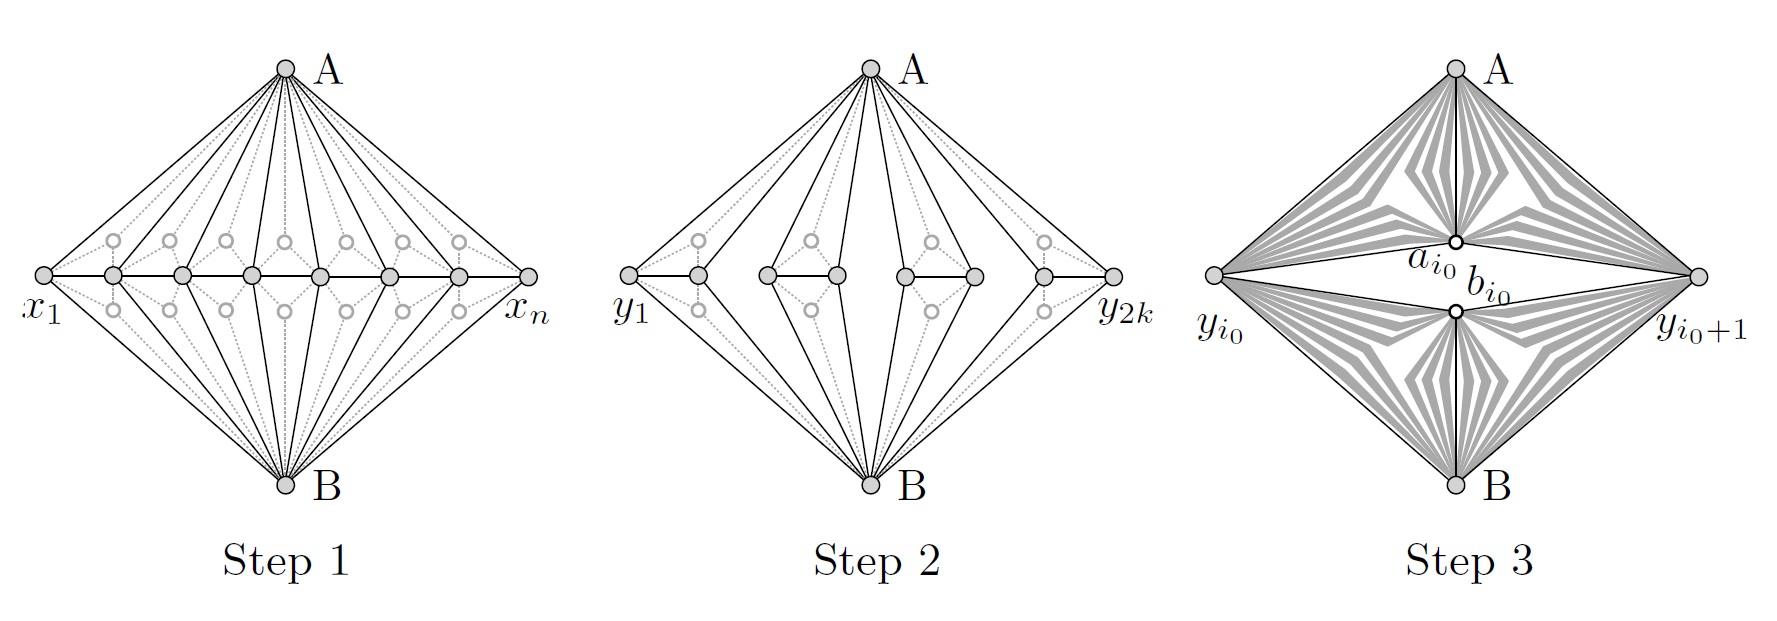 A
A
A
x_1
x_n
y_1
y_{2k}
a_{i_0}
b_{i_0}
y_{i_0}
y_{i_0+1}
B
B
B
Step 1
Step 2
Step 3